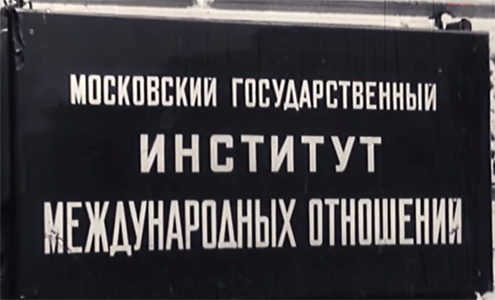 МОСКОВСКИЙ ГОСУДАРСТВЕННЫЙ
ИНСТИТУТ
МЕЖДУНАРОДНЫХ ОТНОШЕНИЙ